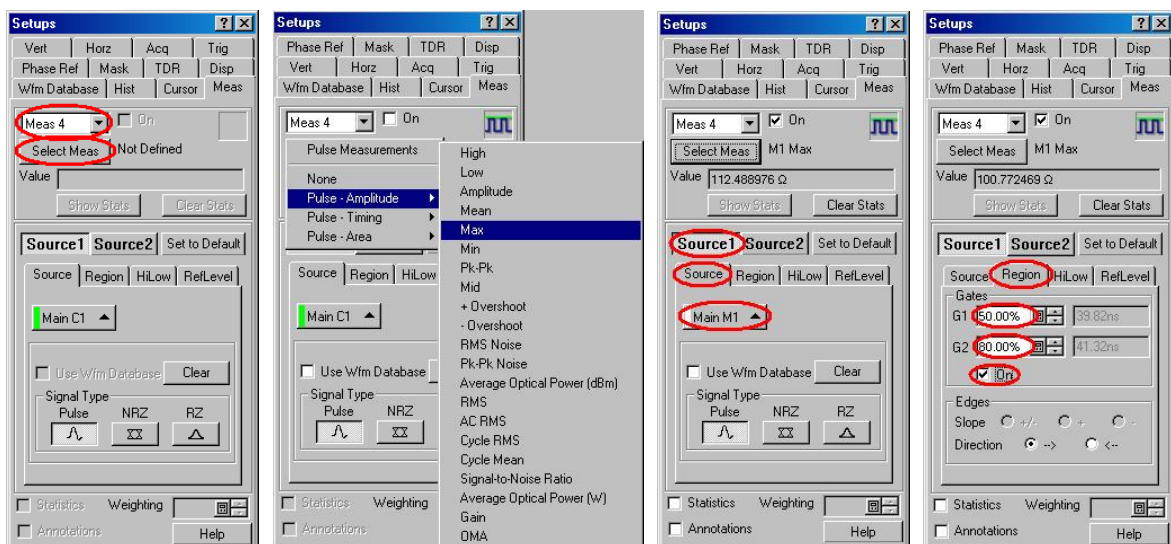 Setups
Vert Horz Acq Trig
Phase Ref Mask TDR Disp
Wfm Database Hist Cursor Meas
Meas 4 On
Select Meas Not Defined
Value
Show Stats Clear Stats
Source1 Source2 Set to Default
Source Region HiLow RefLevel
Main C1
Use Wfm Database Clear
Signal Type
Pulse NRZ RZ
Statistics Weighting
Annotations Help
Setups
Phase Ref Mask TDR Disp
Vert Horz Acq Trig
Wfm Database Hist Cursor Meas
Meas 4 On
Pulse Measurements
None
Pulse - Amplitude
Pulse - Timing
Pulse - Area
High
Low
Amplitude
Mean
Max
Min
Pk-Pk
Mid
+ Overshoot
- Overshoot
RMS Noise
Pk-Pk Noise
Average Optical Power (dBm)
RMS
AC RMS
Cycle RMS
Cycle Mean
Signal-to-Noise Ratio
Average Optical Power (W)
Gain
OMA
Source Region HiLow
Main C1
Use Wfm Database
Signal Type
Pulse
Statistics Weighting
Annotations
Setups
Phase Ref Mask TDR Disp
Vert Horz Acq Trig
Wfm Database Hist Cursor Meas
Meas 4 On
Select Meas M1 Max
Value 112.488976 Ω
Show Stats Clear Stats
Source1 Source2 Set to Default
Source Region HiLow RefLevel
Main M1
Use Wfm Database Clear
Signal Type
Pulse NRZ RZ
Statistics Weighting
Annotations Help
Setups
Phase Ref Mask TDR Disp
Vert Horz Acq Trig
Wfm Database Hist Cursor Meas
Meas 4 On
Select Meas M1 Max
Value 100.772469 Ω
Show Stats Clear Stats
Source1 Source2 Set to Default
Source Region HiLow RefLevel
Gates
G1 50.00% 39.82ns
G2 80.00% 41.32ns
On
Edges
Slope +/- + -
Direction --> <--
Statistics Weighting
Annotations Help